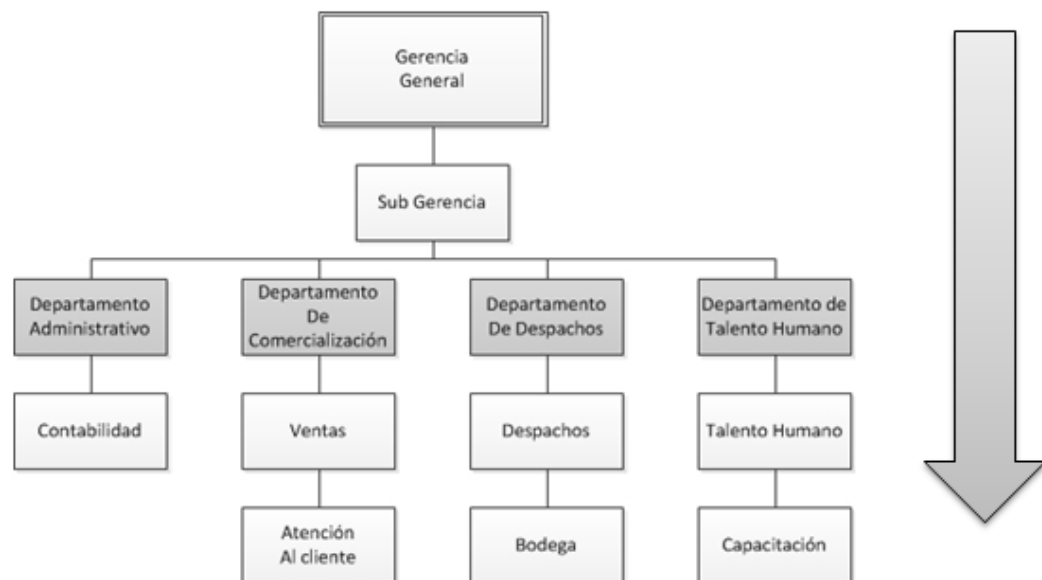 Gerencia
General
Sub Gerencia
Departamento
Administrativo
Departamento
De
Comercialización
Departamento
De Despachos
Departamento de
Talento Humano
Contabilidad
Ventas
Despachos
Talento Humano
Atención
Al cliente
Bodega
Capacitación